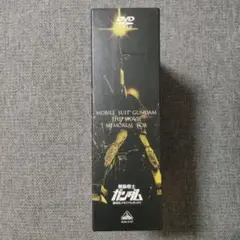 DVD
MOBILE SUIT GUNDAM
THE MOVIE
MEMORIAL BOX
機動戦士
ガンダム